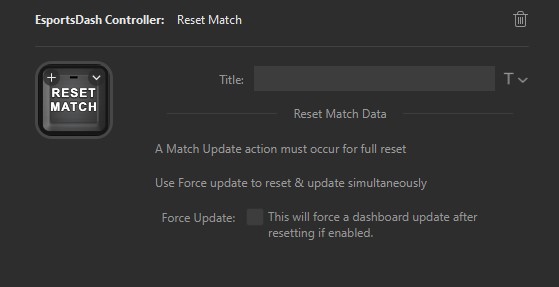 EsportsDash Controller: Reset Match
RESET
MATCH
Title:
T
Reset Match Data
A Match Update action must occur for full reset
Use Force update to reset & update simultaneously
Force Update:
This will force a dashboard update after
resetting if enabled.